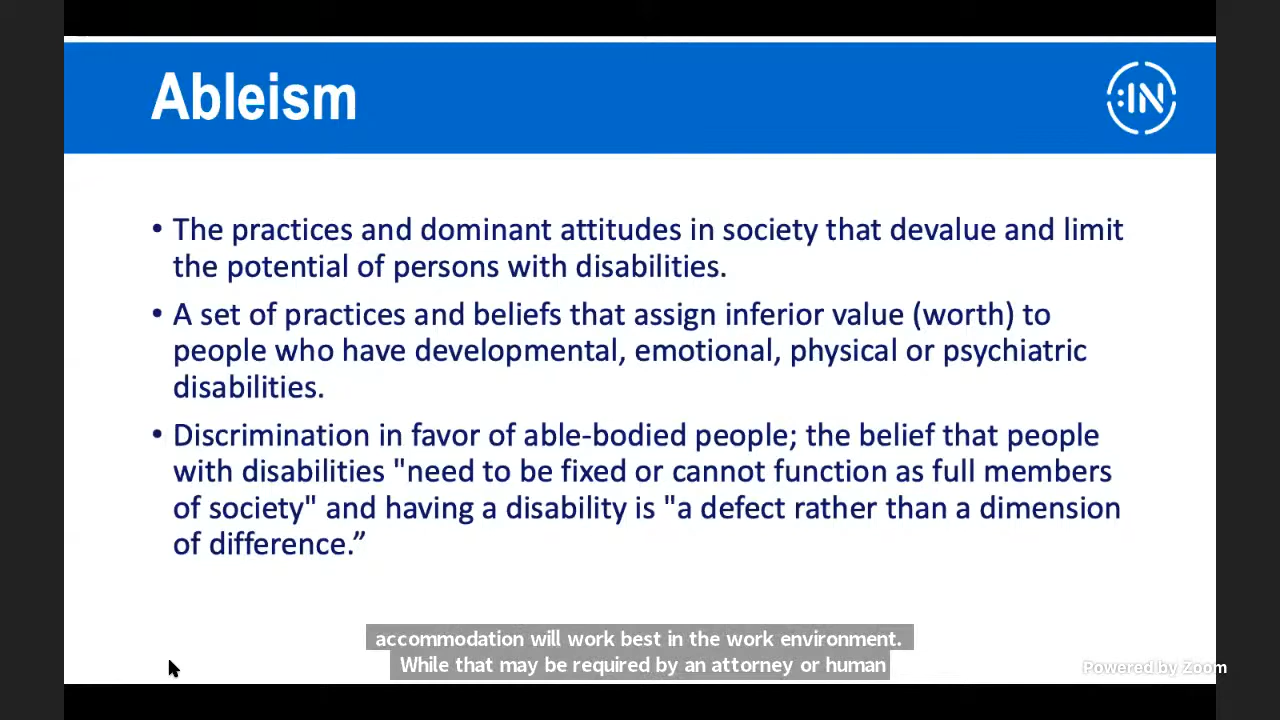 Ableism
:IN
• The practices and dominant attitudes in society that devalue and limit
the potential of persons with disabilities.
• A set of practices and beliefs that assign inferior value (worth) to
people who have developmental, emotional, physical or psychiatric
disabilities.
• Discrimination in favor of able-bodied people; the belief that people
with disabilities "need to be fixed or cannot function as full members
of society" and having a disability is "a defect rather than a dimension
of difference.”
accommodation will work best in the work environment.
While that may be required by an attorney or human
Powered by Zoom